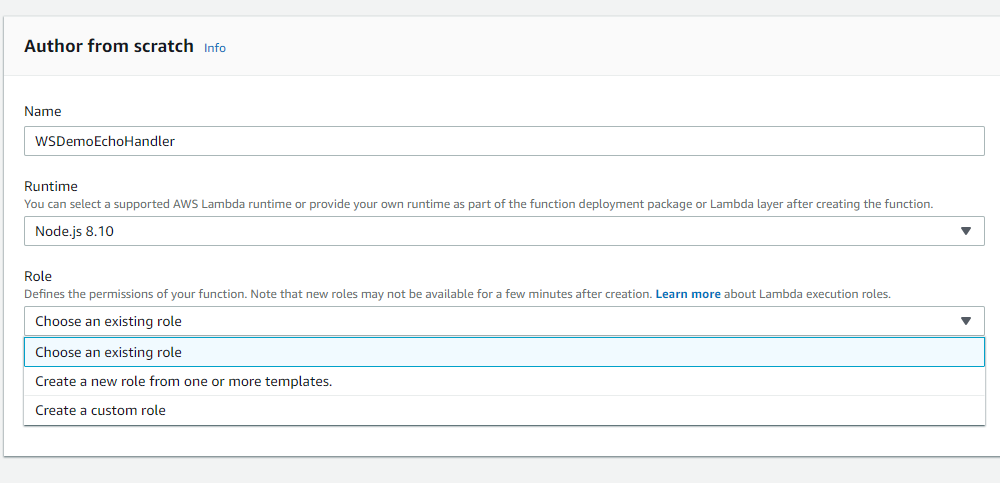 Author from scratch Info
Name
WSDemoEchoHandler
Runtime
You can select a supported AWS Lambda runtime or provide your own runtime as part of the function deployment package or Lambda layer after creating the function.
Node.js 8.10
Role
Defines the permissions of your function. Note that new roles may not be available for a few minutes after creation. Learn more about Lambda execution roles.
Choose an existing role
Choose an existing role
Create a new role from one or more templates.
Create a custom role